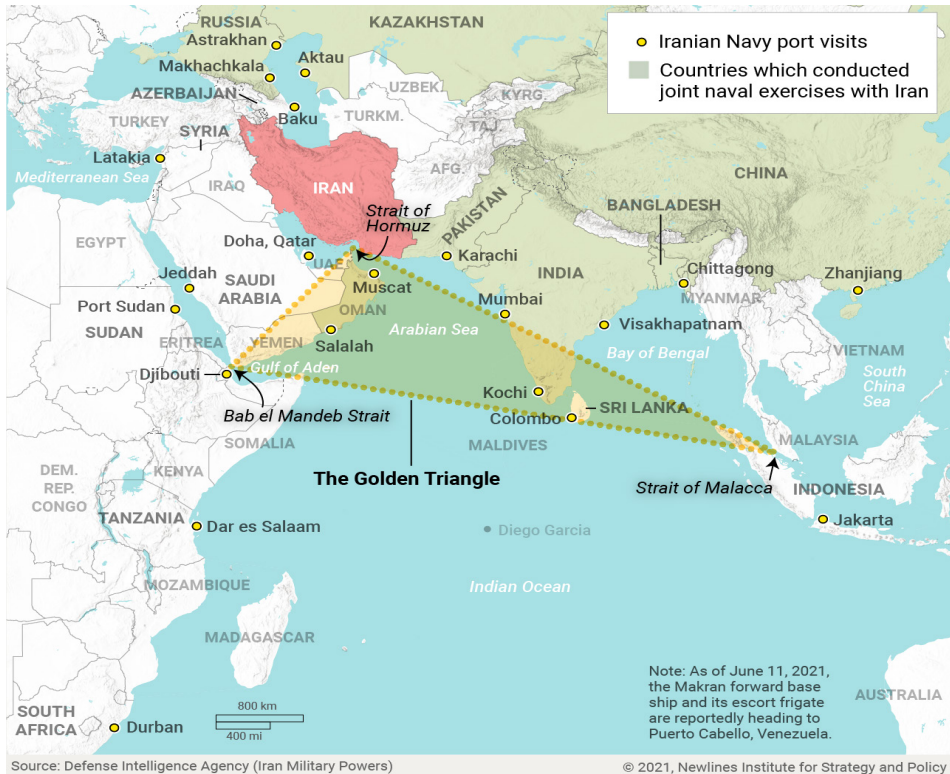 RUSSIA
KAZAKHSTAN
Astrakhan
Aktau
Makhachkala
Iranian Navy port visits
Countries which conducted
joint naval exercises with Iran
AZERBAIJAN
UZBEK.
KYRG.
TURKEY
Baku
TURKM.
TAJ.
SYRIA
Latakia
Mediterranean Sea
IRAQ
IRAN
AFG.
CHINA
PAKISTAN
BANGLADESH
Strait of
Hormuz
EGYPT
Doha, Qatar
UAE
Karachi
Jeddah
SAUDI
ARABIA
Muscat
INDIA
Chittagong
Zhanjiang
Port Sudan
OMAN
Mumbai
MYANMAR
SUDAN
Arabian Sea
Visakhapatnam
ERITREA
YEMEN
Salalah
Bay of Bengal
VIETNAM
Djibouti
Gulf of Aden
South
China
Sea
Kochi
Bab el Mandeb Strait
Colombo
SRI LANKA
SOMALIA
MALDIVES
MALAYSIA
DEM.
REP.
CONGO
KENYA
The Golden Triangle
Strait of Malacca
INDONESIA
TANZANIA
Dar es Salaam
Diego Garcia
Jakarta
MOZAMBIQUE
Indian Ocean
MADAGASCAR
Note: As of June 11, 2021,
the Makran forward base
ship and its escort frigate
are reportedly heading to
Puerto Cabello, Venezuela.
AUSTRALIA
SOUTH
AFRICA
Durban
800 km
400 mi
Source: Defense Intelligence Agency (Iran Military Powers)
© 2021, Newlines Institute for Strategy and Policy